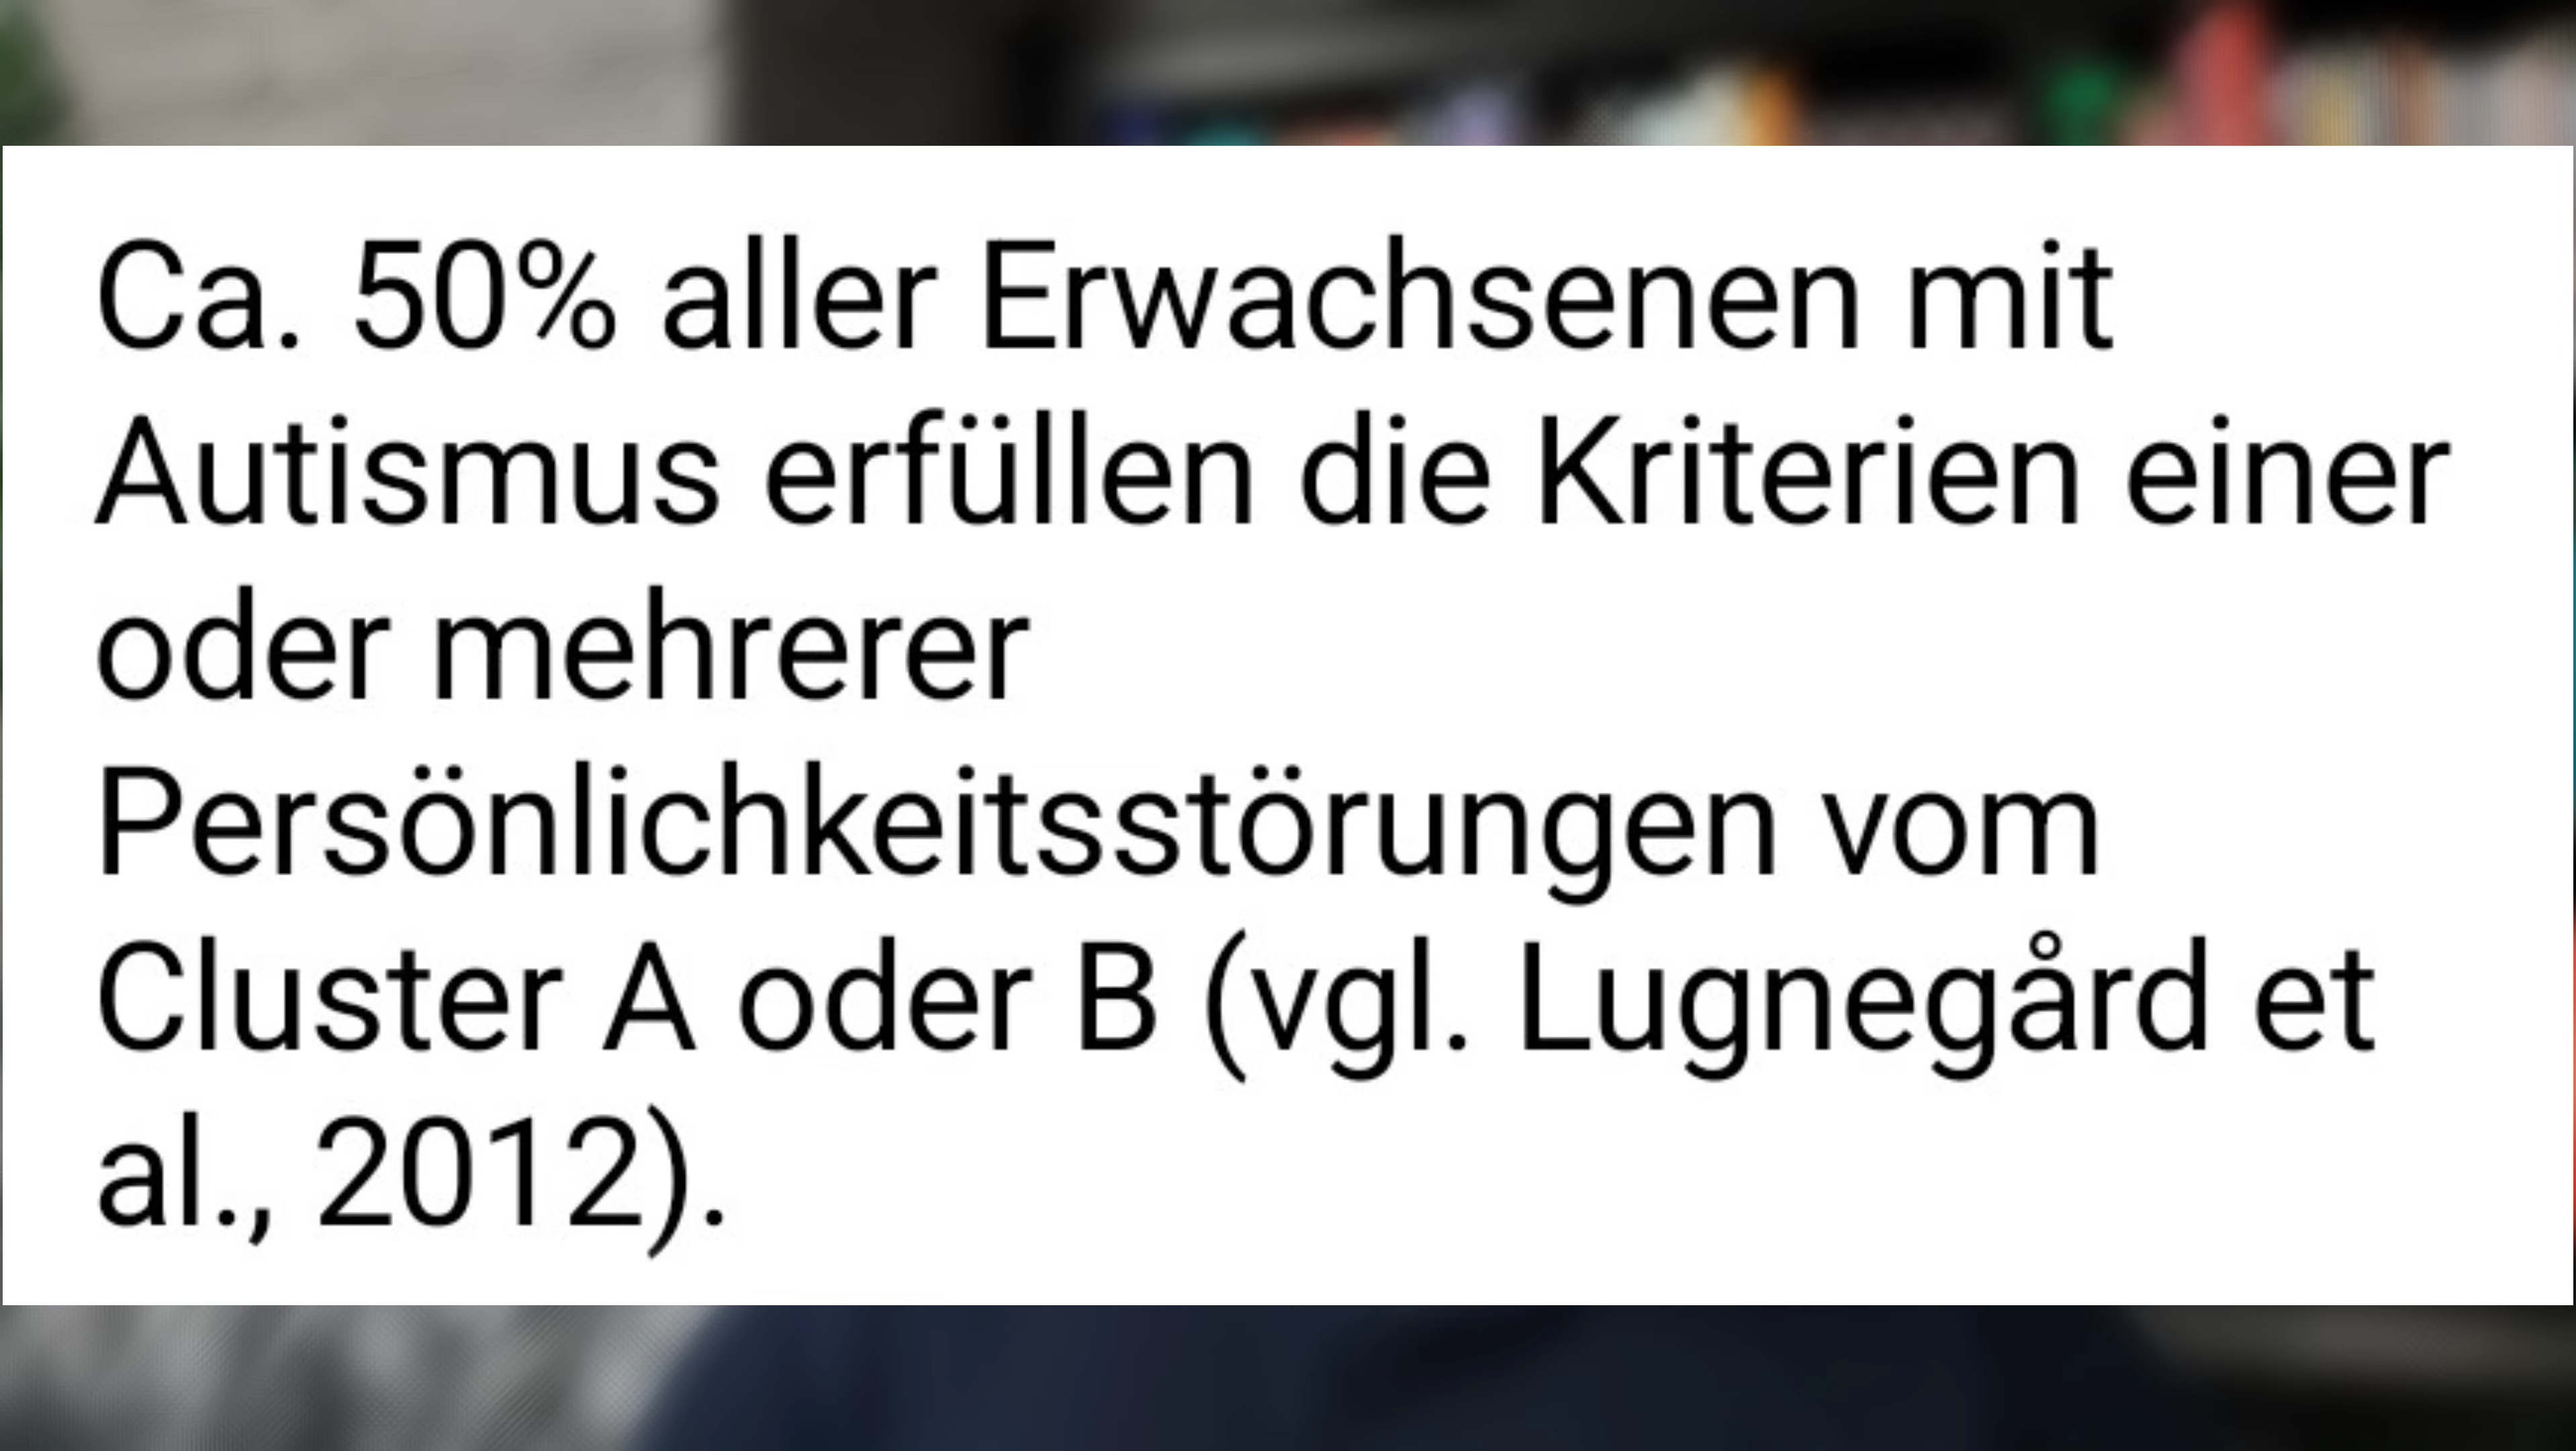 Ca. 50% aller Erwachsenen mit
Autismus erfüllen die Kriterien einer
oder mehrerer
Persönlichkeitsstörungen vom
Cluster A oder B (vgl. Lugnegård et
al., 2012).